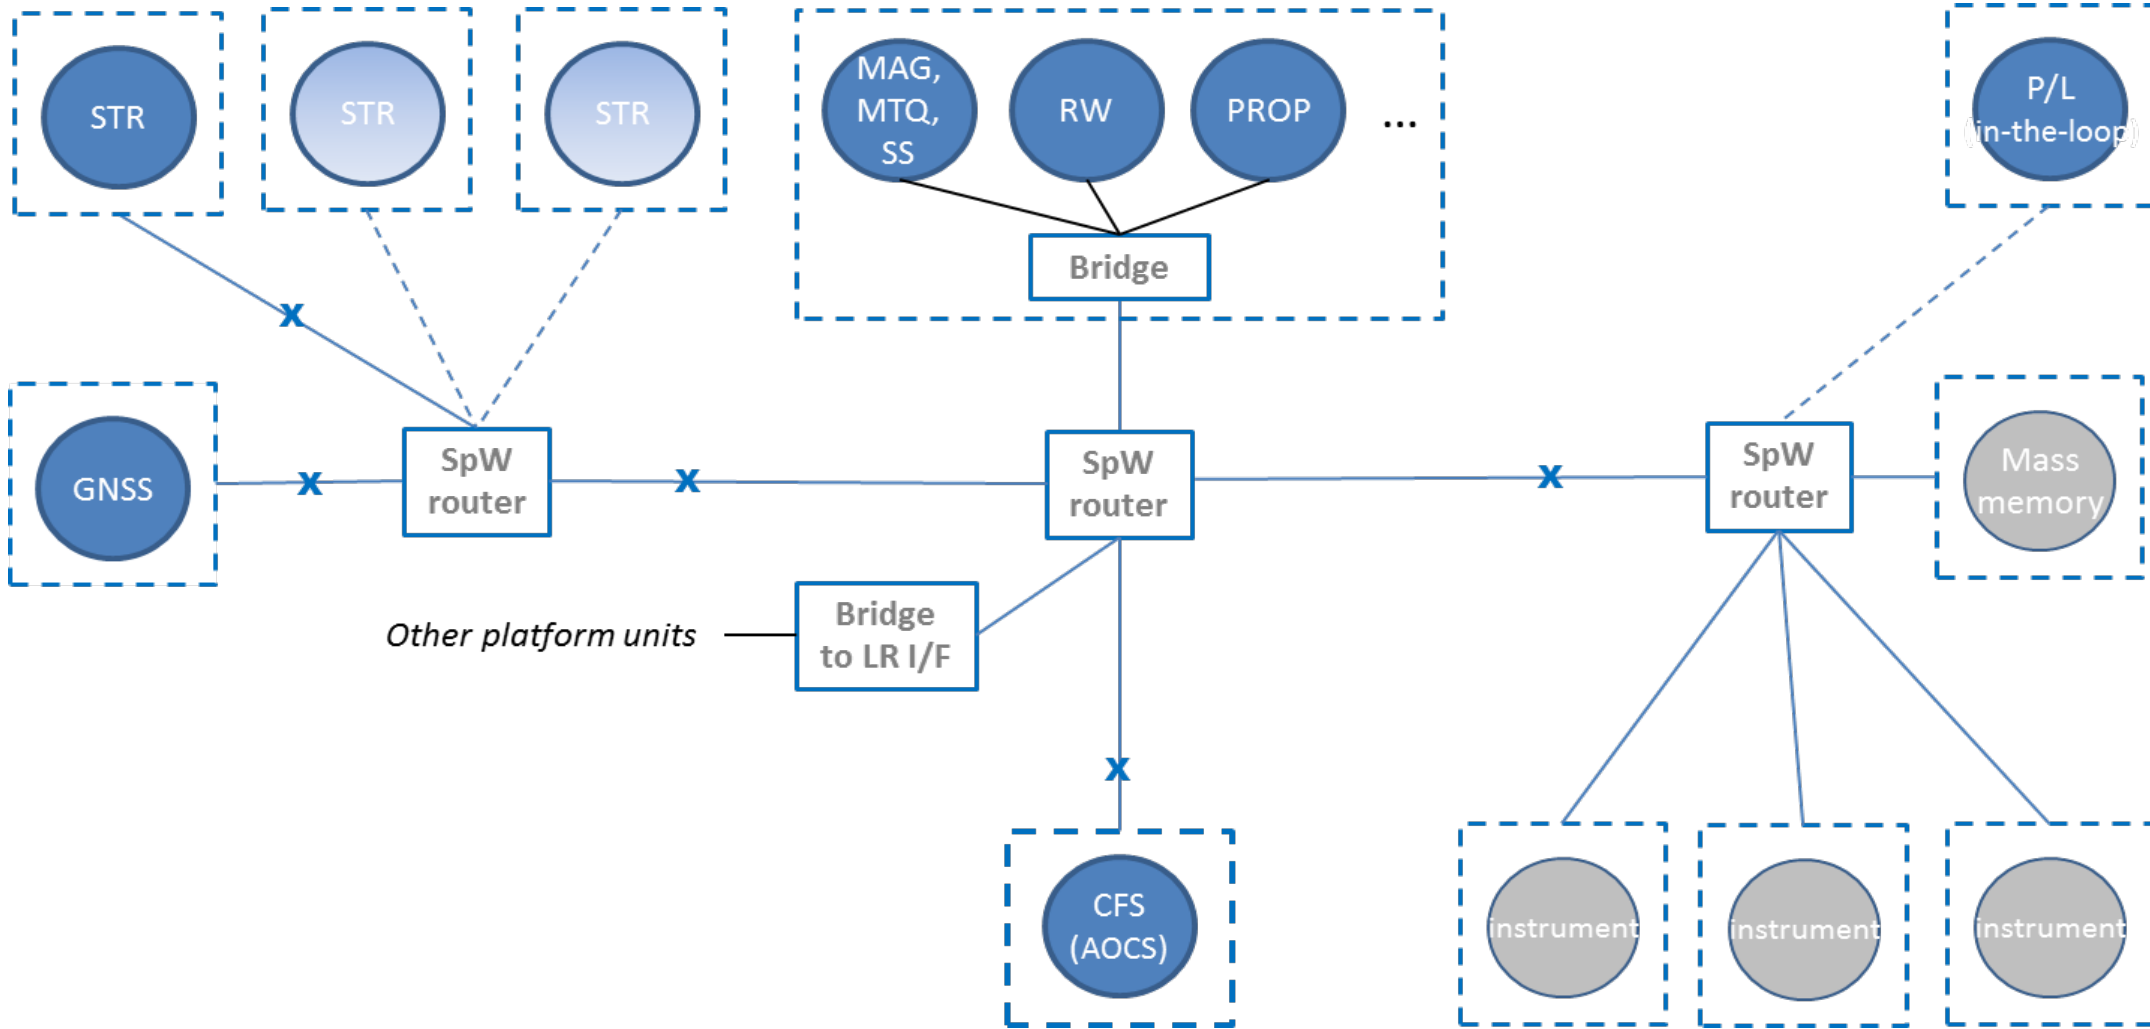 STR
STR
STR
MAG,
MTQ,
SS
RW
PROP
...
P/L
(in-the-loop)
Bridge
GNSS
SpW
router
SpW
router
SpW
router
Mass
memory
x
x
x
x
x
Other platform units
Bridge
to LR I/F
CFS
(AOCS)
instrument
instrument
instrument